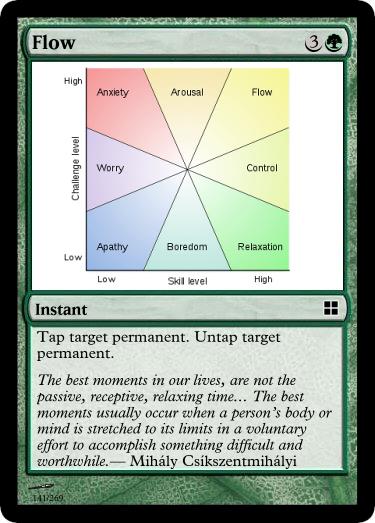 Flow 3
High
Anxiety Arousal Flow
Challenge level
Worry Control
Apathy Boredom Relaxation
Low
Low Skill level High
Instant
Tap target permanent. Untap target
permanent.
The best moments in our lives, are not the
passive, receptive, relaxing time… The best
moments usually occur when a person's body or
mind is stretched to its limits in a voluntary
effort to accomplish something difficult and
worthwhile.— Mihály Csíkszentmihályi
141/269